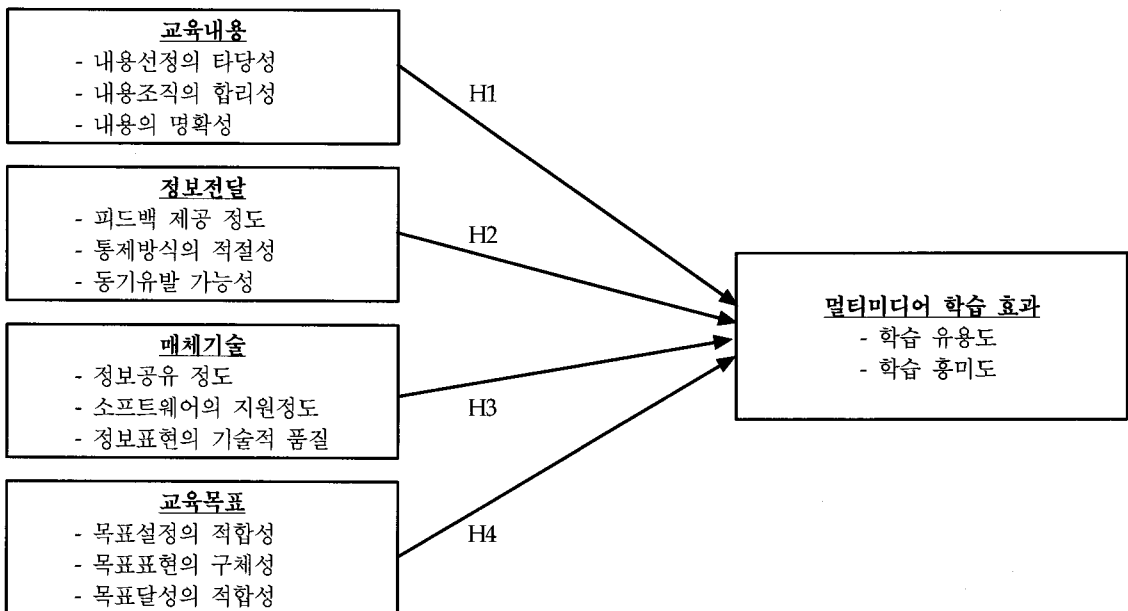 교육내용
- 내용선정의 타당성
- 내용조직의 합리성
- 내용의 명확성
H1
정보전달
- 피드백 제공 정도
- 통제방식의 적절성
- 동기유발 가능성
H2
매체기술
- 정보공유 정도
- 소프트웨어의 지원정도
- 정보표현의 기술적 품질
H3
교육목표
- 목표설정의 적합성
- 목표표현의 구체성
- 목표달성의 적합성
H4
멀티미디어 학습 효과
- 학습 유용도
- 학습 흥미도